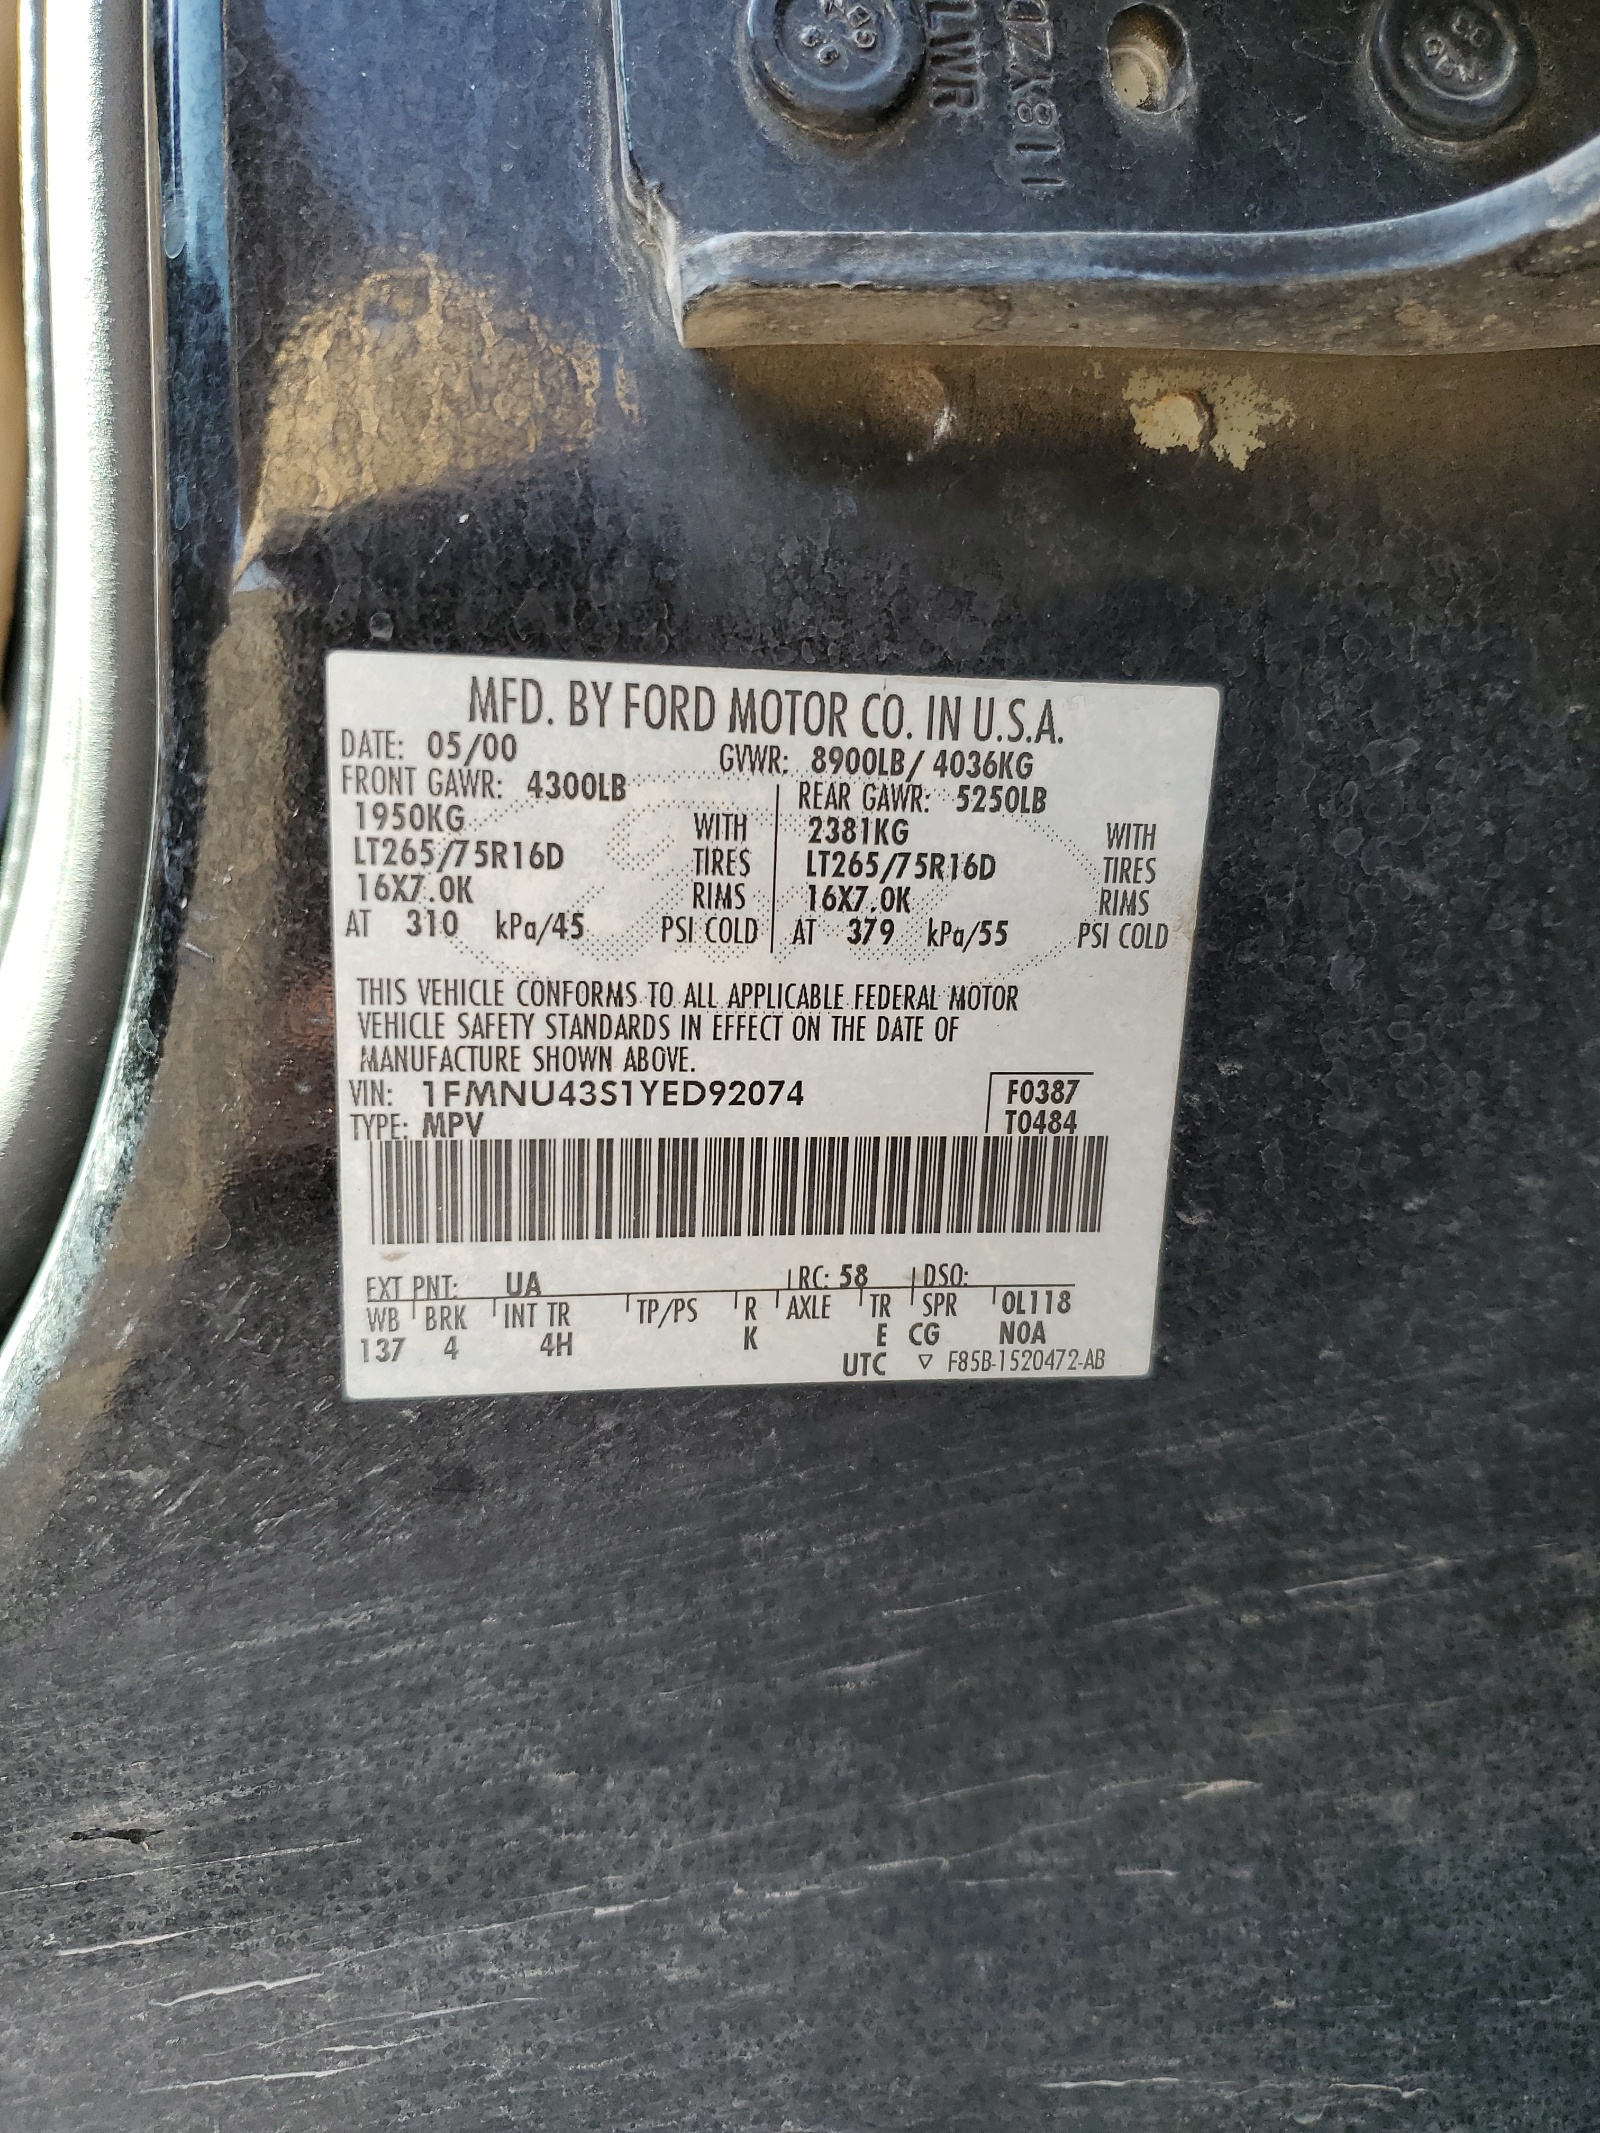 LWR
MFD. BY FORD MOTOR CO. IN U.S.A.
DATE: 05/00 GVWR: 8900LB/ 4036KG
FRONT GAWR: 4300LB REAR GAWR: 5250LB
1950KG WITH 2381KG WITH
LT265/75R16D TIRES LT265/75R16D TIRES
16X7.0K RIMS 16X7.0K RIMS
AT 310 kPa/45 PSI COLD AT 379 kPa/55 PSI COLD
THIS VEHICLE CONFORMS TO ALL APPLICABLE FEDERAL MOTOR
VEHICLE SAFETY STANDARDS IN EFFECT ON THE DATE OF
MANUFACTURE SHOWN ABOVE.
VIN: 1FMNU43S1YED92074 F0387
TYPE: MPV T0484
EXT PNT: UA RC: 58 DSO:
WB BRK INT TR TP/PS R AXLE TR SPR 0L118
137 4 4H K E CG N0A
UTC ▽ F85B-1520472-AB